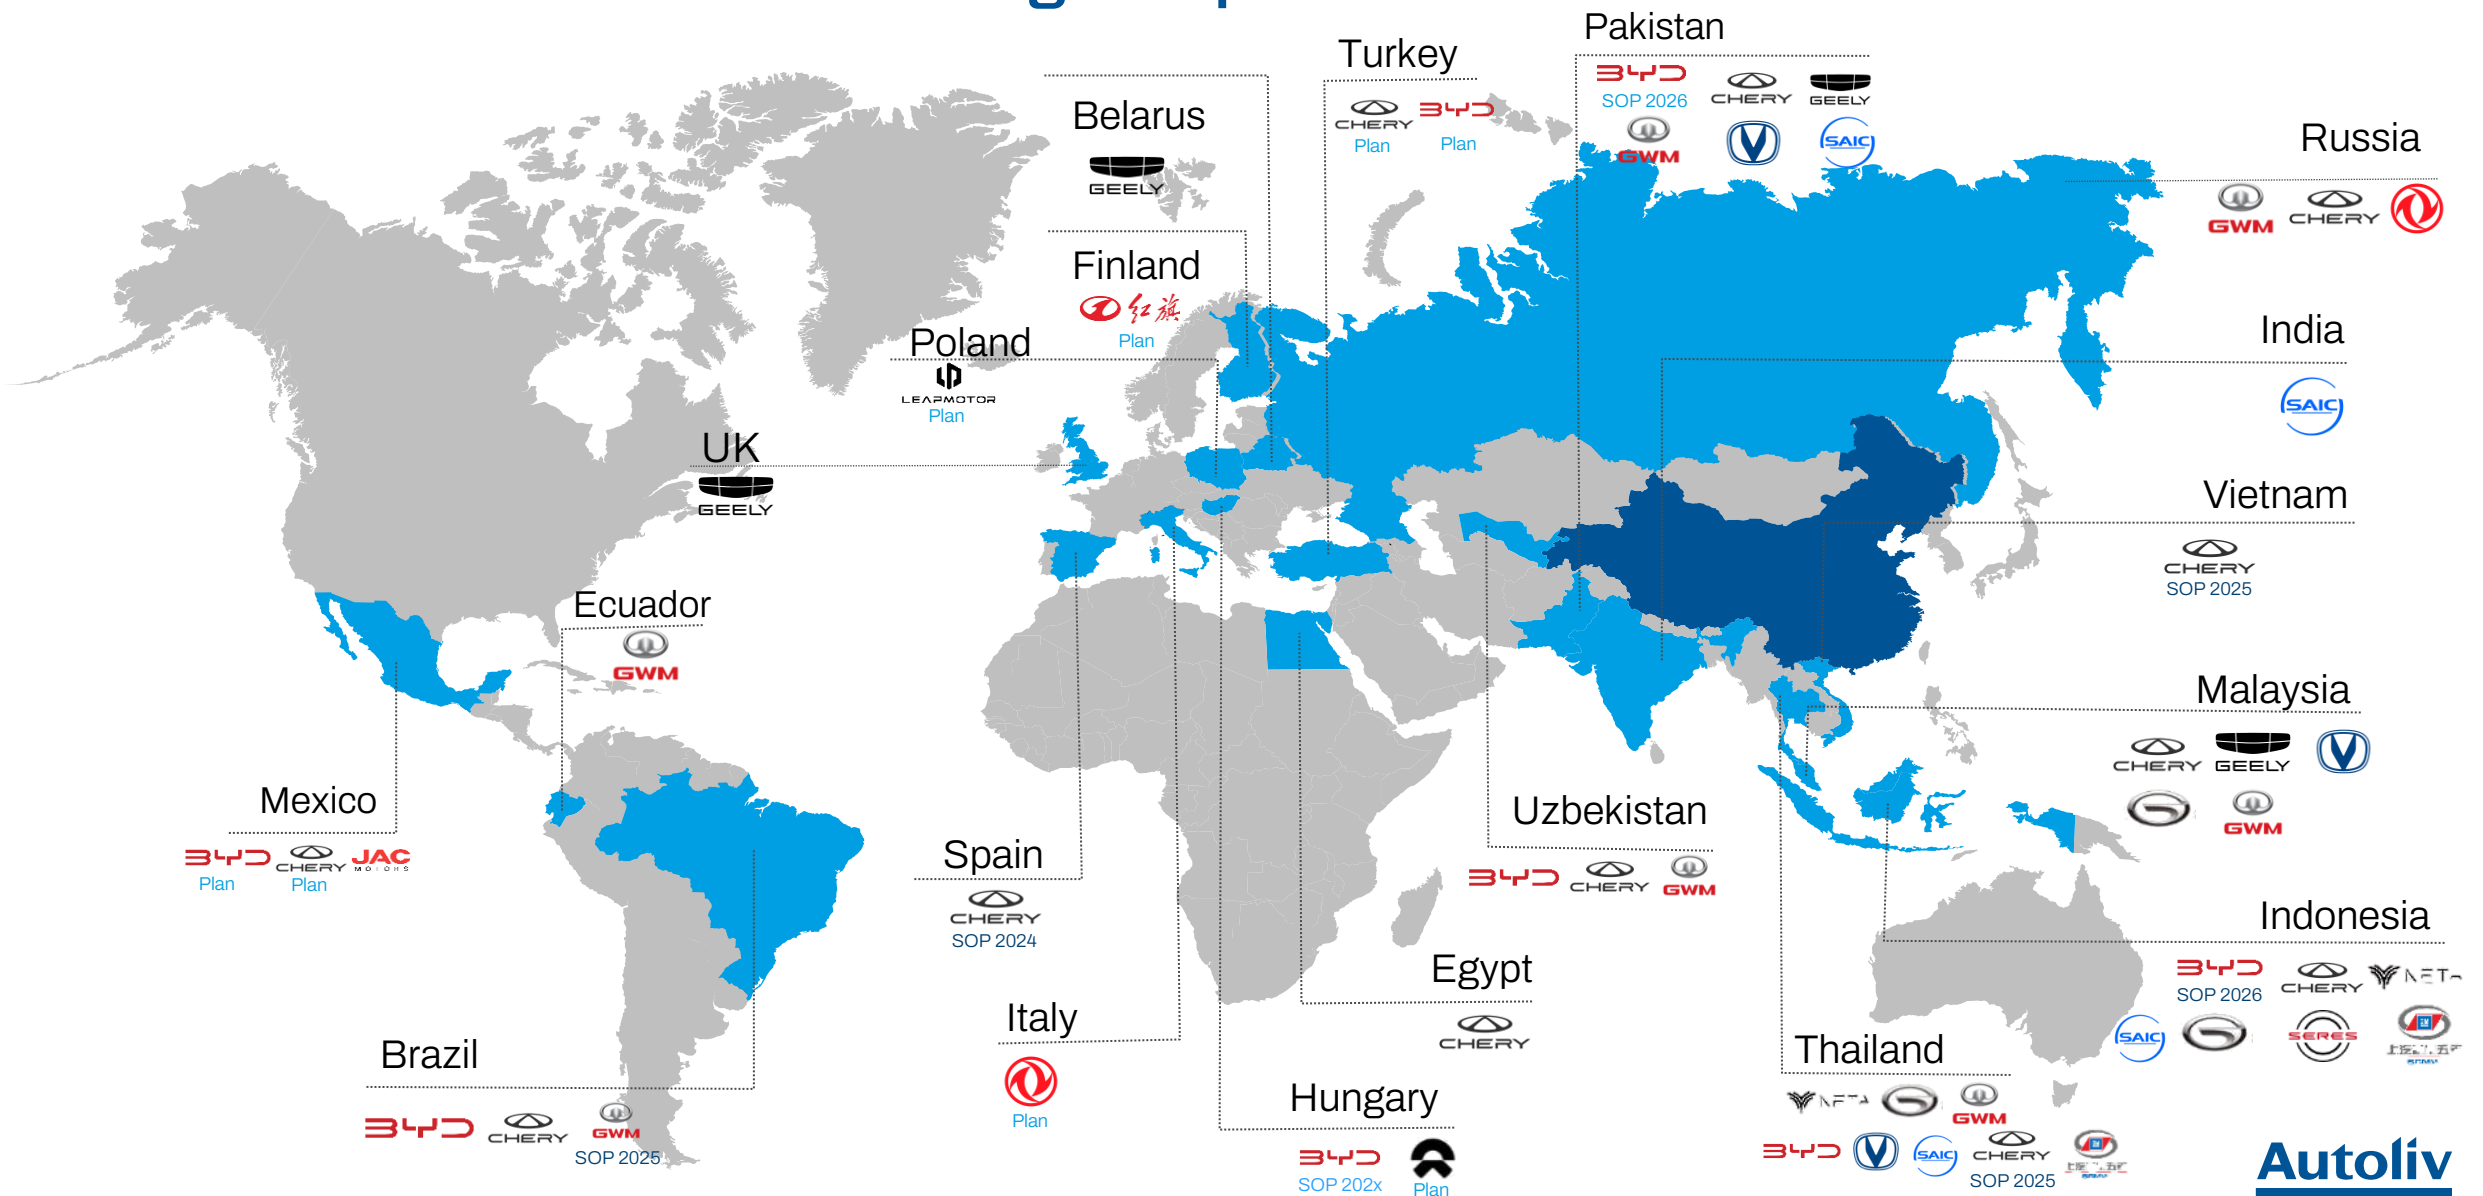 Pakistan
BYD
SOP 2026
CHERY
GEELY
GWM
SAIC
Turkey
CHERY
Plan
BYD
Plan
Belarus
GEELY
Russia
GWM
CHERY
Finland
红旗
Plan
Poland
LEAPMOTOR
Plan
India
SAIC
UK
GEELY
Vietnam
CHERY
SOP 2025
Ecuador
GWM
Malaysia
CHERY
GEELY
GWM
Mexico
BYD
Plan
CHERY
Plan
JAC
MOTORS
Uzbekistan
BYD
CHERY
GWM
Spain
CHERY
SOP 2024
Indonesia
BYD
SOP 2026
CHERY
NETA
SAIC
SERES
Egypt
CHERY
Italy
Plan
Brazil
BYD
CHERY
GWM
SOP 2025
Thailand
NETA
GWM
BYD
SAIC
CHERY
SOP 2025
Hungary
BYD
SOP 202x
Plan
Autoliv